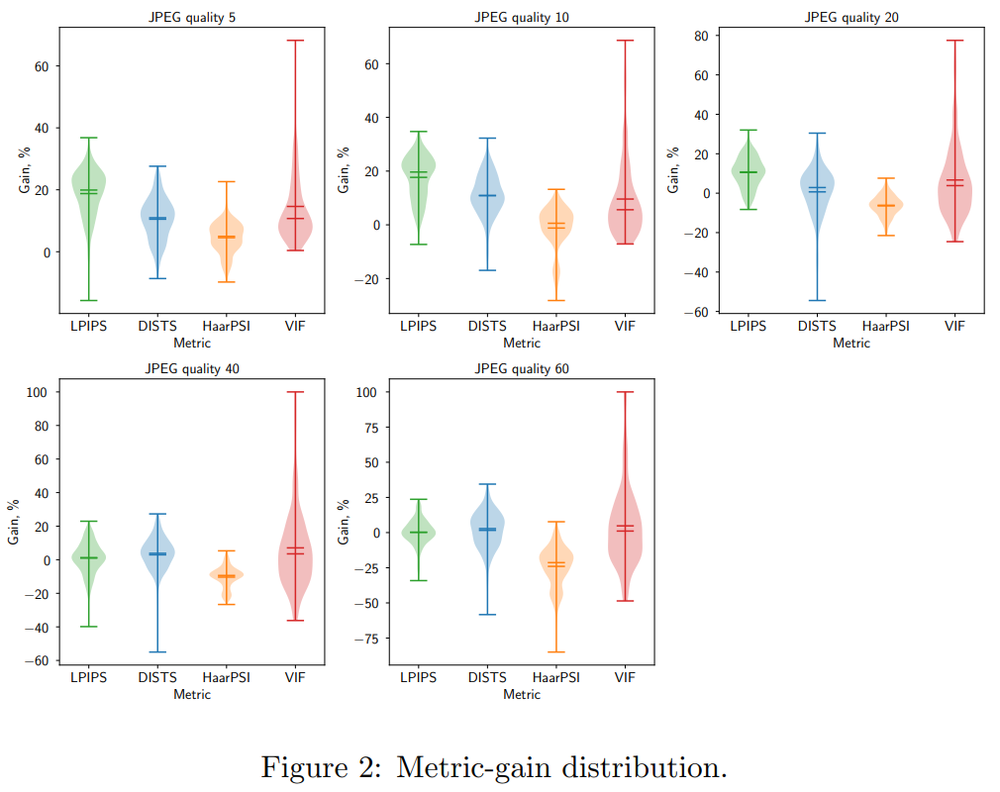 JPEG quality 5
Gain, %
60
40
20
0
LPIPS DISTS HaarPSI VIF
Metric
JPEG quality 10
Gain, %
60
40
20
0
−20
LPIPS DISTS HaarPSI VIF
Metric
JPEG quality 20
Gain, %
80
60
40
20
0
−20
−40
−60
LPIPS DISTS HaarPSI VIF
Metric
JPEG quality 40
Gain, %
100
80
60
40
20
0
−20
−40
−60
LPIPS DISTS HaarPSI VIF
Metric
JPEG quality 60
Gain, %
100
75
50
25
0
−25
−50
−75
LPIPS DISTS HaarPSI VIF
Metric
Figure 2: Metric-gain distribution.